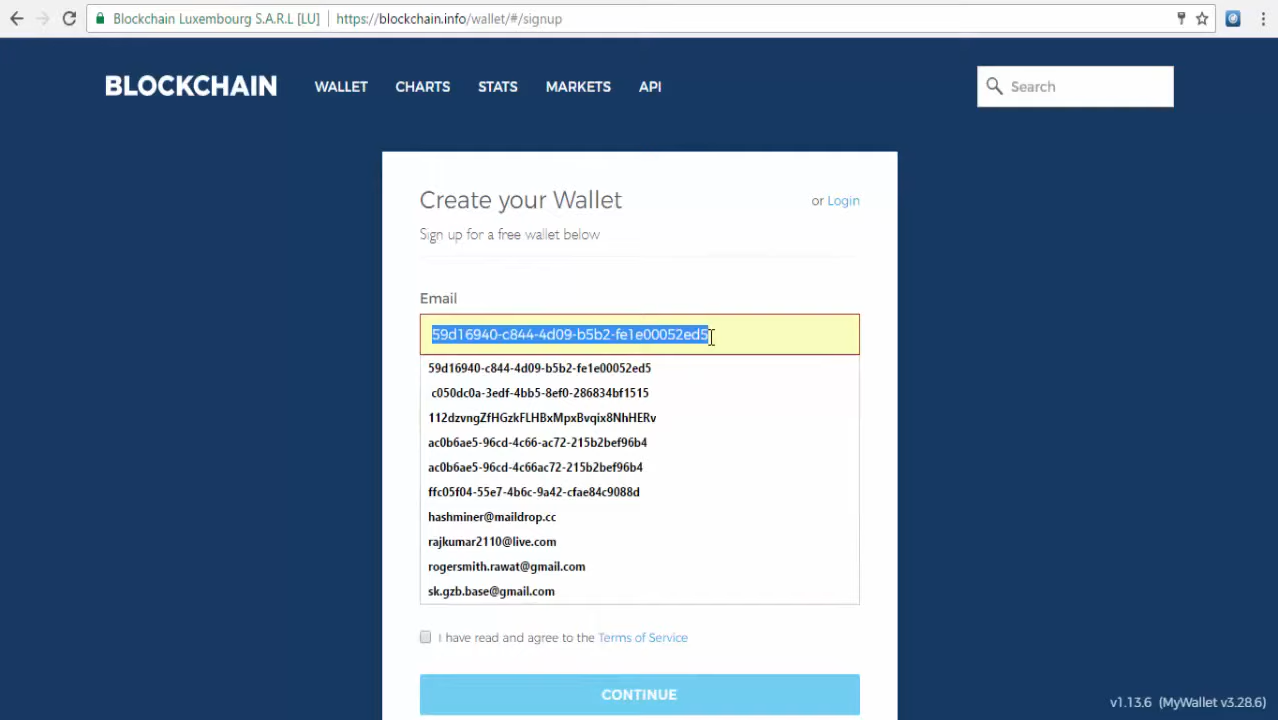 Blockchain Luxembourg S.A.R.L [LU] https://blockchain.info/wallet/#/signup
BLOCKCHAIN WALLET CHARTS STATS MARKETS API Search
Create your Wallet or Login
Sign up for a free wallet below
Email
59d16940-c844-4d09-b5b2-fe1e00052ed5
59d16940-c844-4d09-b5b2-fe1e00052ed5
c050dc0a-3edf-4bb5-8ef0-286834bf1515
112dzvngZfHGzkFLHBxMpxBvqix8NhHERv
ac0b6ae5-96cd-4c66-ac72-215b2bef96b4
ac0b6ae5-96cd-4c66ac72-215b2bef96b4
ffc05f04-55e7-4b6c-9a42-cfae84c9088d
hashminer@maildrop.cc
rajkumar2110@live.com
rogersmith.rawat@gmail.com
sk.gzb.base@gmail.com
I have read and agree to the Terms of Service
CONTINUE
v1.13.6 (MyWallet v3.28.6)